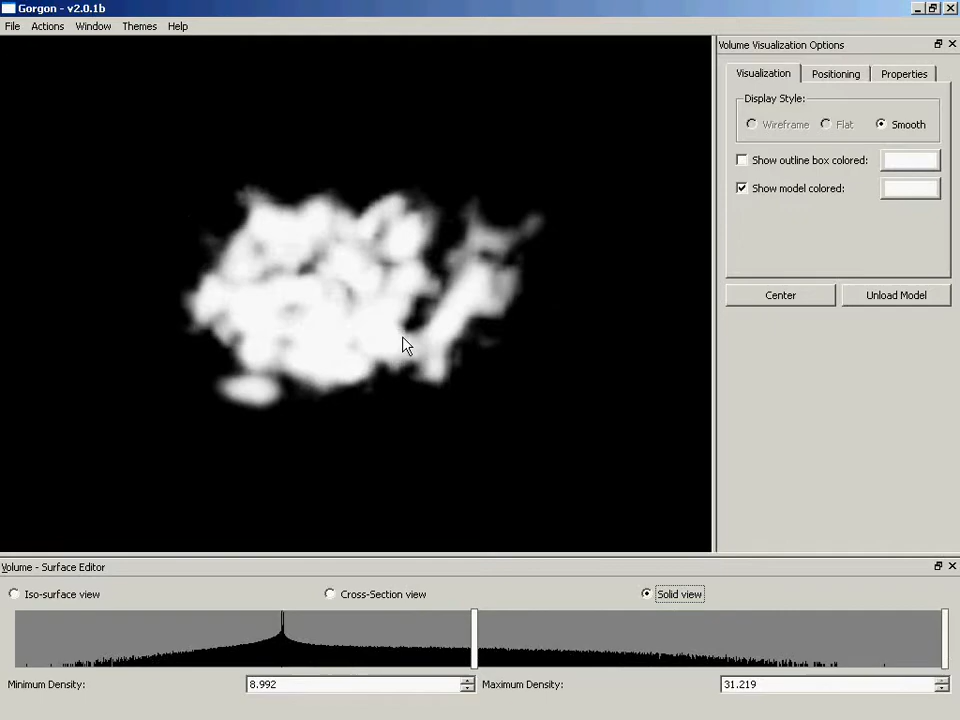 Gorgon - v2.0.1b
File Actions Window Themes Help
Volume Visualization Options
Visualization Positioning Properties
Display Style:
Wireframe Flat Smooth
Show outline box colored:
Show model colored:
Center Unload Model
Volume - Surface Editor
Iso-surface view Cross-Section view Solid view
Minimum Density: 8.992 Maximum Density: 31.219